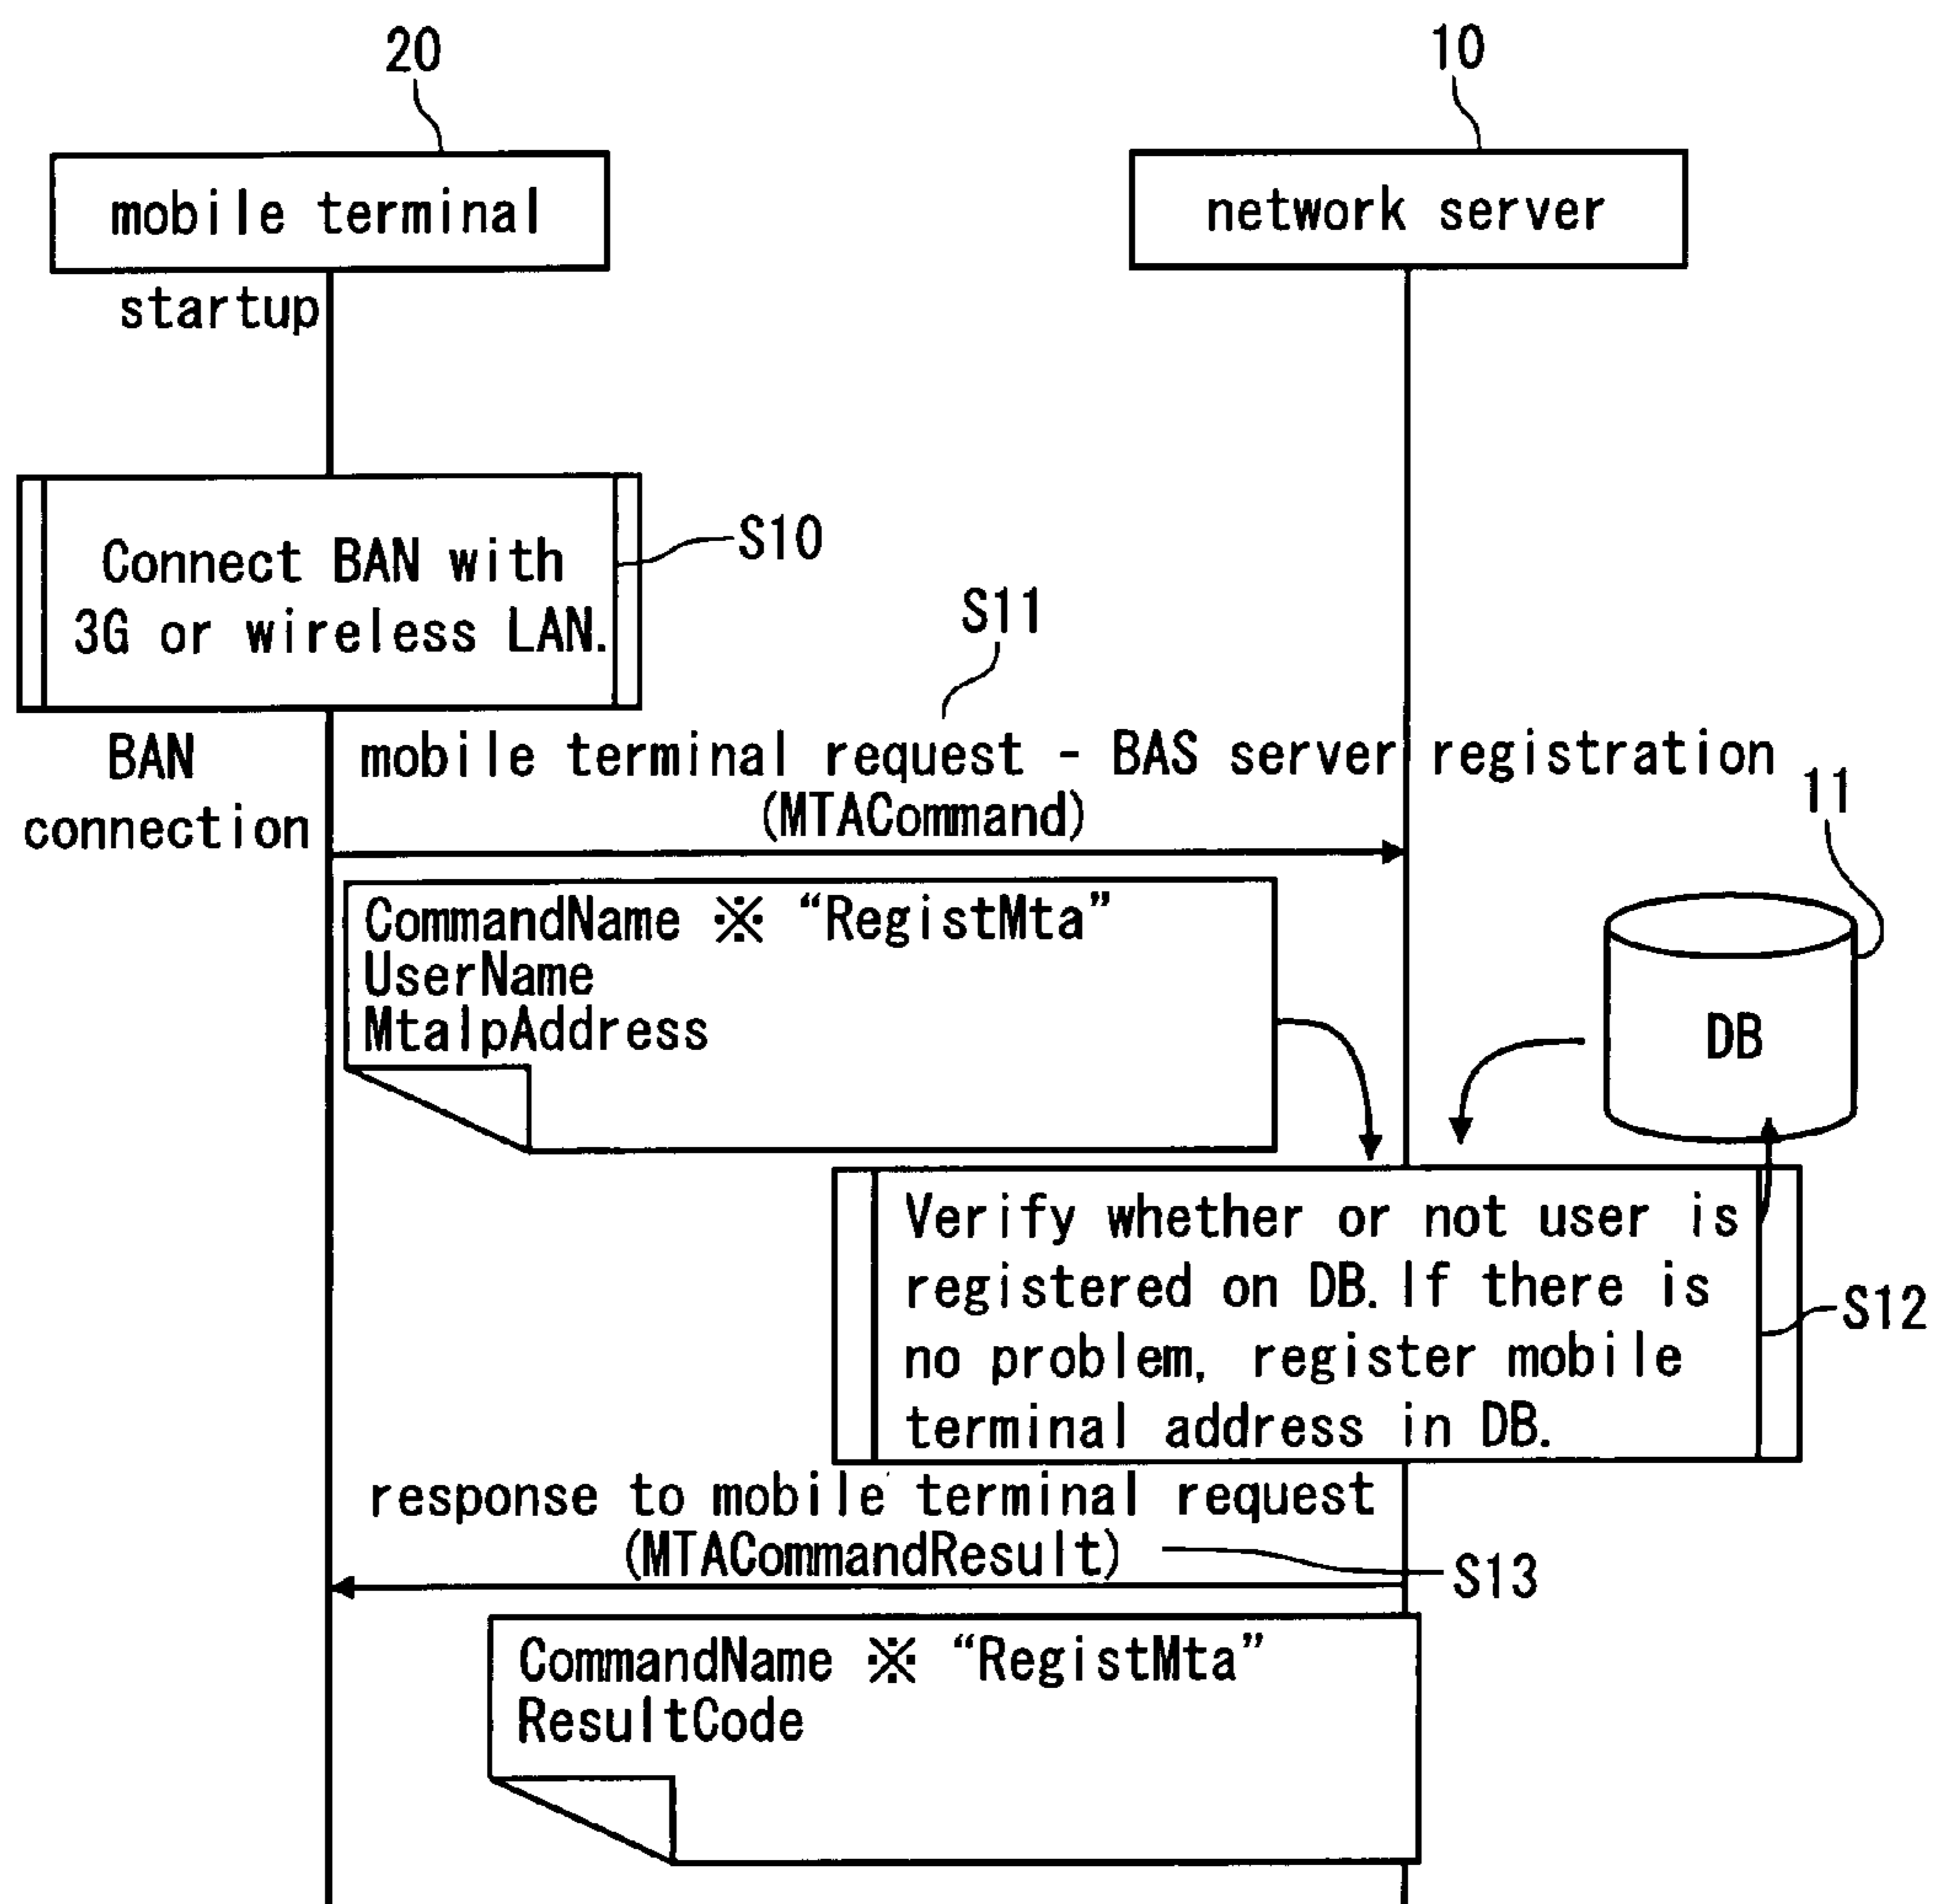 20
10
mobile terminal
network server
startup
Connect BAN with
3G or wireless LAN.
S10
S11
BAN
connection
mobile terminal request - BAS server registration
(MTACommand)
11
CommandName ※ “RegistMta”
UserName
MtaIpAddress
DB
Verify whether or not user is
registered on DB. If there is
no problem, register mobile
terminal address in DB.
S12
response to mobile terminal request
(MTACommandResult)
S13
CommandName ※ “RegistMta”
ResultCode